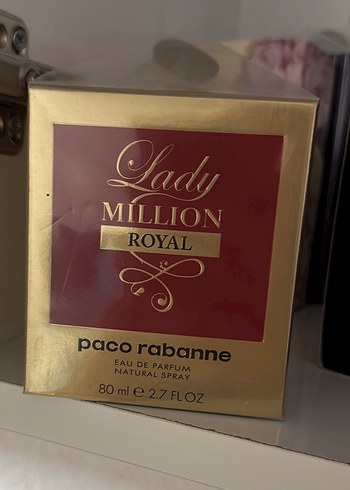 Lady
MILLION
ROYAL
paco rabanne
EAU DE PARFUM
NATURAL SPRAY
80 ml ℮ 2.7 FL OZ